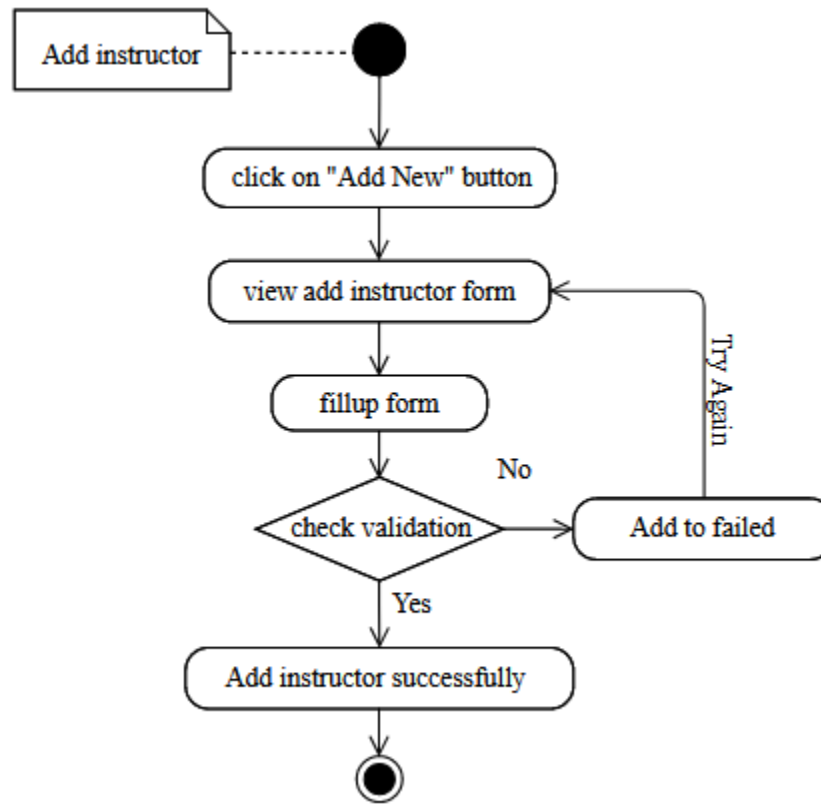 Add instructor
click on "Add New" button
view add instructor form
Try Again
fillup form
No
check validation
Add to failed
Yes
Add instructor successfully